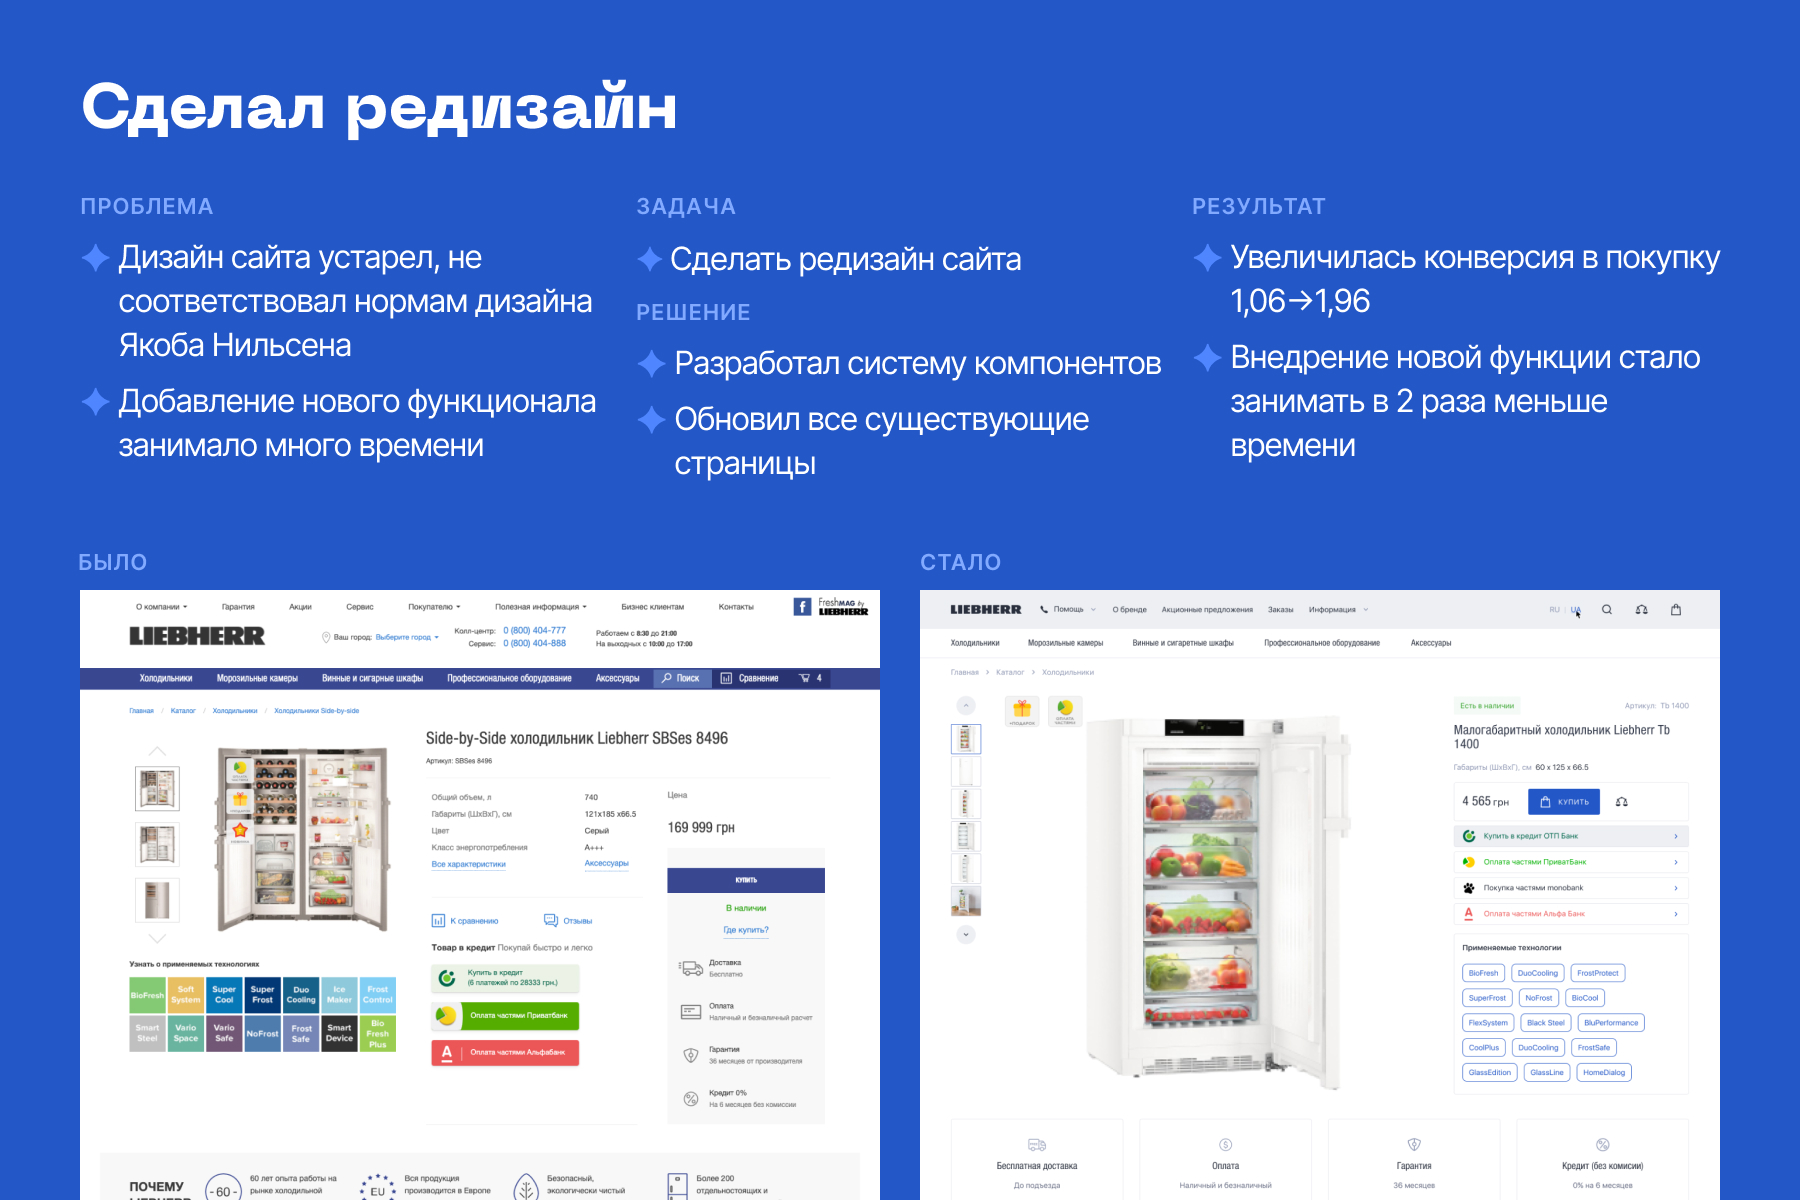 Сделал редизайн
ПРОБЛЕМА
Дизайн сайта устарел, не
соответствовал нормам дизайна
Якоба Нильсена
Добавление нового функционала
занимало много времени
ЗАДАЧА
Сделать редизайн сайта
РЕШЕНИЕ
Разработал систему компонентов
Обновил все существующие
страницы
РЕЗУЛЬТАТ
Увеличилась конверсия в покупку
1,06→1,96
Внедрение новой функции стало
занимать в 2 раза меньше
времени
БЫЛО
О компании Гарантия Акции Сервис Покупателю Полезная информация Бизнес клиентам Контакты
FreshMAG by
LIEBHERR
LIEBHERR
Ваш город: Выберите город
Колл-центр: 0 (800) 404-777
Сервис: 0 (800) 404-888
Работаем с 8:30 до 21:00
На выходных с 10:00 до 17:00
Холодильники Морозильные камеры Винные и сигарные шкафы Профессиональное оборудование Аксессуары Поиск Сравнение 4
Главная / Каталог / Холодильники / Холодильники Side-by-side
Side-by-Side холодильник Liebherr SBSes 8496
Артикул: SBSes 8496
Общий объем, л 740
Габариты (ШхВхГ), см 121x185 x66.5
Цвет Серый
Класс энергопотребления A+++
Все характеристики Аксессуары
К сравнению Отзывы
Товар в кредит Покупай быстро и легко
Купить в кредит
(6 платежей по 28333 грн.)
Оплата частями Приватбанк
Оплата частями Альфабанк
Цена
169 999 грн
КУПИТЬ
В наличии
Где купить?
Доставка
Бесплатно
Оплата
Наличный и безналичный расчет
Гарантия
36 месяцев от производителя
Кредит 0%
На 6 месяцев без комиссии
Узнать о применяемых технологиях
BioFresh Soft System Super Cool Super Frost Duo Cooling Ice Maker Frost Control
Smart Steel Vario Space Vario Safe NoFrost Frost Safe Smart Device Bio Fresh Plus
ПОЧЕМУ
LIEBHERR
- 60 -
60 лет опыта работы на
рынке холодильной
EU
Вся продукция
производится в Европе
Безопасный,
экологически чистый
Более 200
отдельностоящих и
СТАЛО
LIEBHERR Помощь О бренде Акционные предложения Заказы Информация RU UA
Холодильники Морозильные камеры Винные и сигаретные шкафы Профессиональное оборудование Аксессуары
Главная > Каталог > Холодильники
+ПОДАРОК
ОПЛАТА
ЧАСТЯМИ
Есть в наличии Артикул: Tb 1400
Малогабаритный холодильник Liebherr Tb
1400
Габариты (ШхВхГ), см 60 x 125 x 66.5
4 565 грн КУПИТЬ
Купить в кредит ОТП Банк
Оплата частями ПриватБанк
Покупка частями monobank
Оплата частями Альфа Банк
Применяемые технологии
BioFresh DuoCooling FrostProtect
SuperFrost NoFrost BioCool
FlexSystem Black Steel BluPerformance
CoolPlus DuoCooling FrostSafe
GlassEdition GlassLine HomeDialog
Бесплатная доставка
До подъезда
Оплата
Наличный и безналичный
Гарантия
36 месяцев
Кредит (без комисии)
0% на 6 месяцев